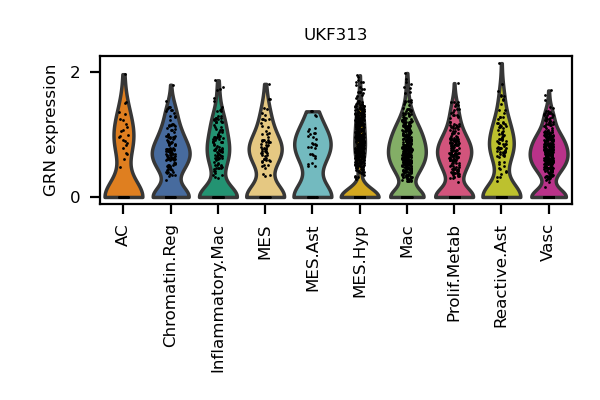 UKF313
GRN expression
2
0
AC
Chromatin.Reg
Inflammatory.Mac
MES
MES.Ast
MES.Hyp
Mac
Prolif.Metab
Reactive.Ast
Vasc